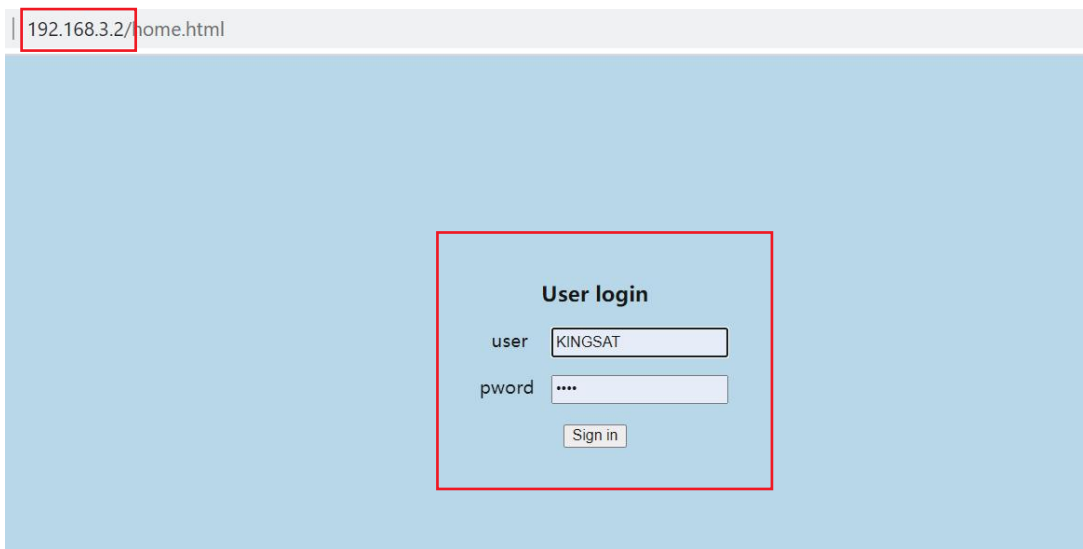 192.168.3.2/home.html
User login
user KINGSAT
pword ••••
Sign in